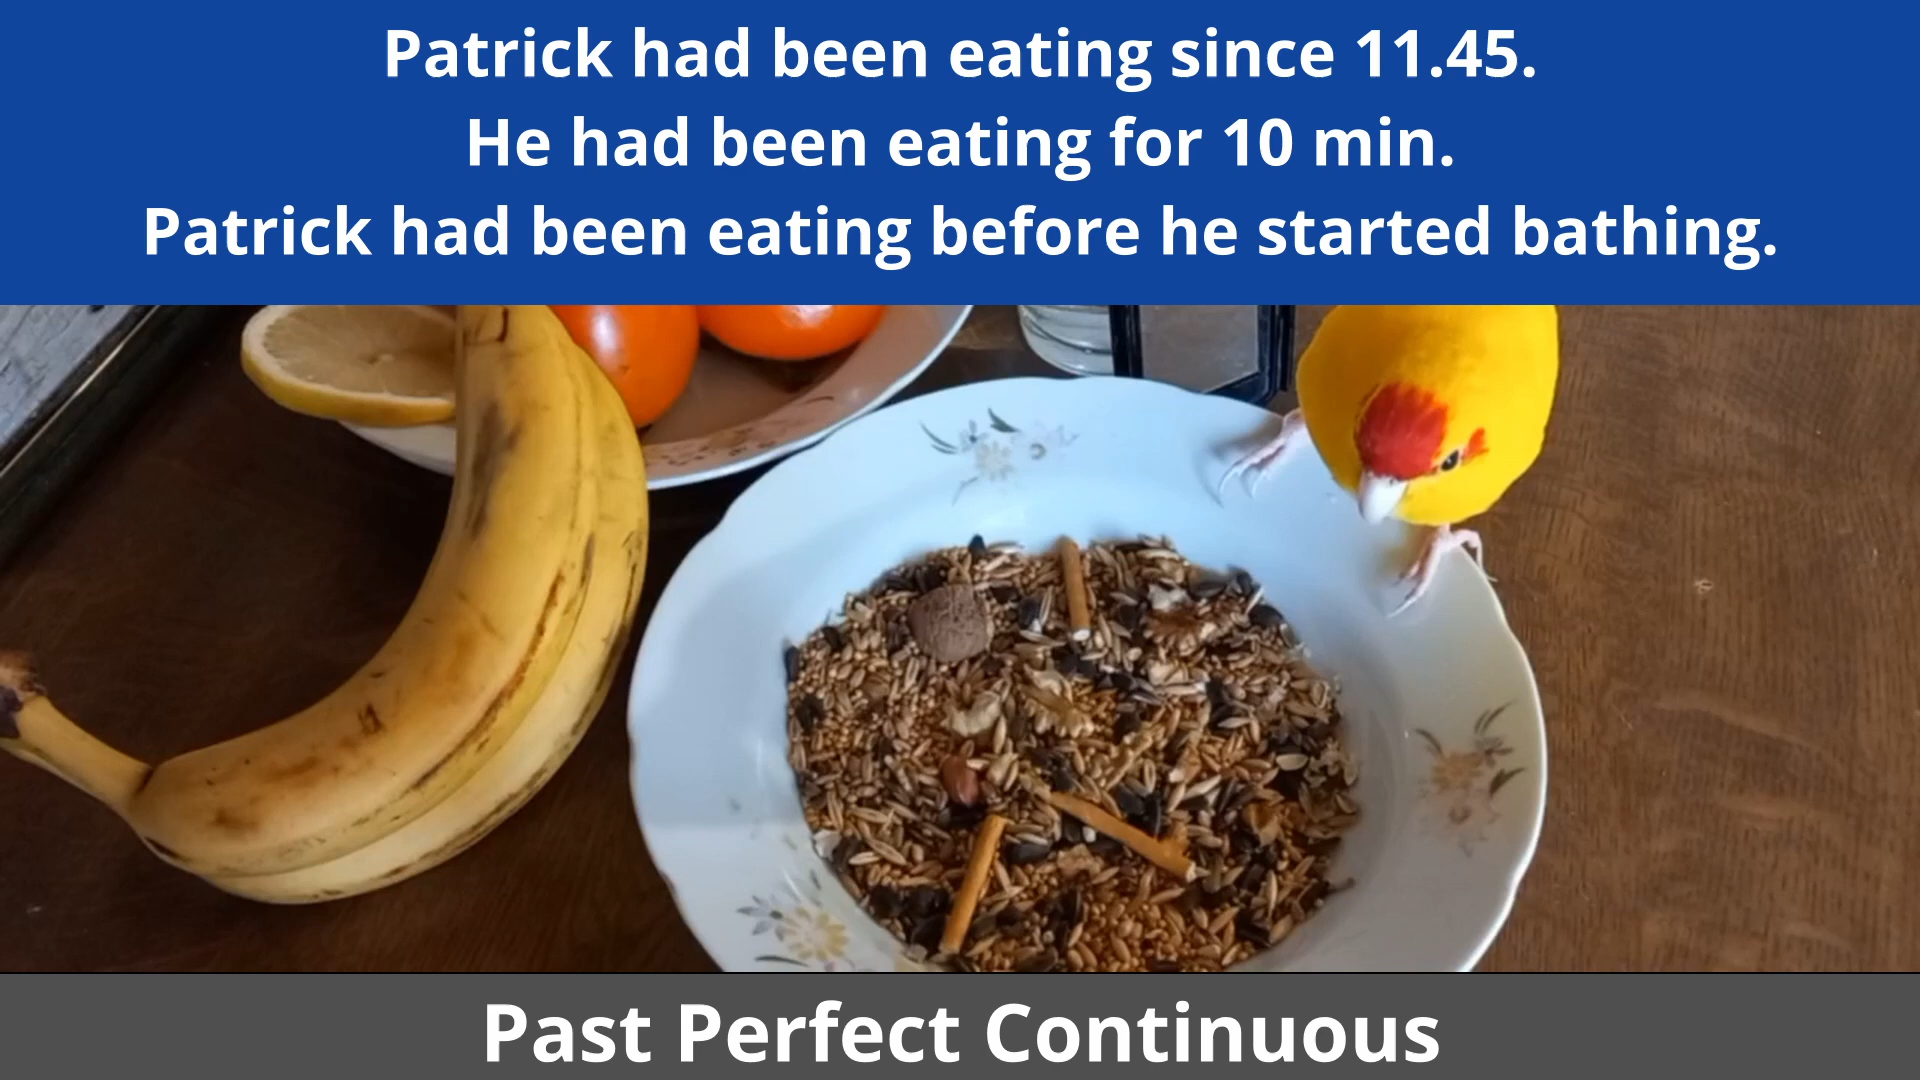 Patrick had been eating since 11.45.
He had been eating for 10 min.
Patrick had been eating before he started bathing.
Past Perfect Continuous